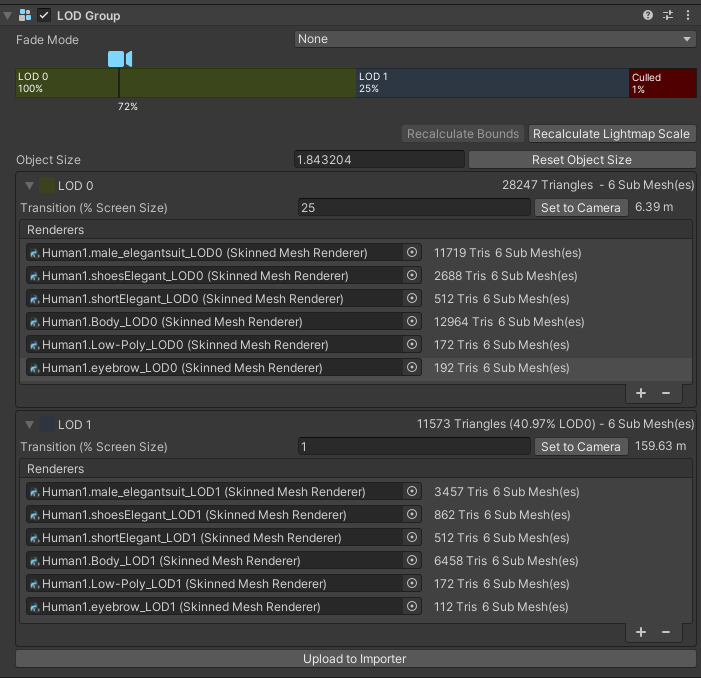 LOD Group
Fade Mode None
LOD 0
100%
LOD 1
25%
Culled
1%
72%
Recalculate Bounds Recalculate Lightmap Scale
Object Size 1.843204 Reset Object Size
LOD 0 28247 Triangles - 6 Sub Mesh(es)
Transition (% Screen Size) 25 Set to Camera 6.39 m
Renderers
Human1.male_elegantsuit_LOD0 (Skinned Mesh Renderer) 11719 Tris 6 Sub Mesh(es)
Human1.shoesElegant_LOD0 (Skinned Mesh Renderer) 2688 Tris 6 Sub Mesh(es)
Human1.shortElegant_LOD0 (Skinned Mesh Renderer) 512 Tris 6 Sub Mesh(es)
Human1.Body_LOD0 (Skinned Mesh Renderer) 12964 Tris 6 Sub Mesh(es)
Human1.Low-Poly_LOD0 (Skinned Mesh Renderer) 172 Tris 6 Sub Mesh(es)
Human1.eyebrow_LOD0 (Skinned Mesh Renderer) 192 Tris 6 Sub Mesh(es)
+ −
LOD 1 11573 Triangles (40.97% LOD0) - 6 Sub Mesh(es)
Transition (% Screen Size) 1 Set to Camera 159.63 m
Renderers
Human1.male_elegantsuit_LOD1 (Skinned Mesh Renderer) 3457 Tris 6 Sub Mesh(es)
Human1.shoesElegant_LOD1 (Skinned Mesh Renderer) 862 Tris 6 Sub Mesh(es)
Human1.shortElegant_LOD1 (Skinned Mesh Renderer) 512 Tris 6 Sub Mesh(es)
Human1.Body_LOD1 (Skinned Mesh Renderer) 6458 Tris 6 Sub Mesh(es)
Human1.Low-Poly_LOD1 (Skinned Mesh Renderer) 172 Tris 6 Sub Mesh(es)
Human1.eyebrow_LOD1 (Skinned Mesh Renderer) 112 Tris 6 Sub Mesh(es)
+ −
Upload to Importer